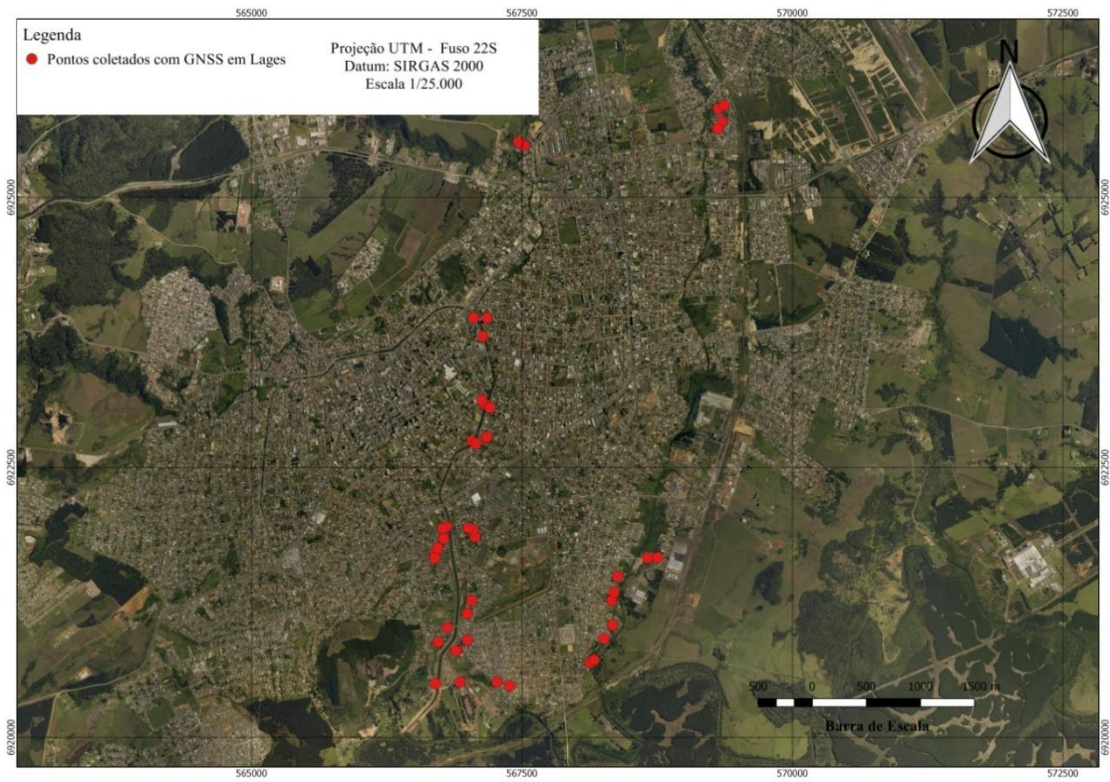 565000 567500 570000 572500
Legenda
Pontos coletados com GNSS em Lages
Projeção UTM - Fuso 22S
Datum: SIRGAS 2000
Escala 1/25.000
N
6925000 6925000
6922500 6922500
500 0 500 1000 1500 m
Barra de Escala
6920000 6920000
565000 567500 570000 572500